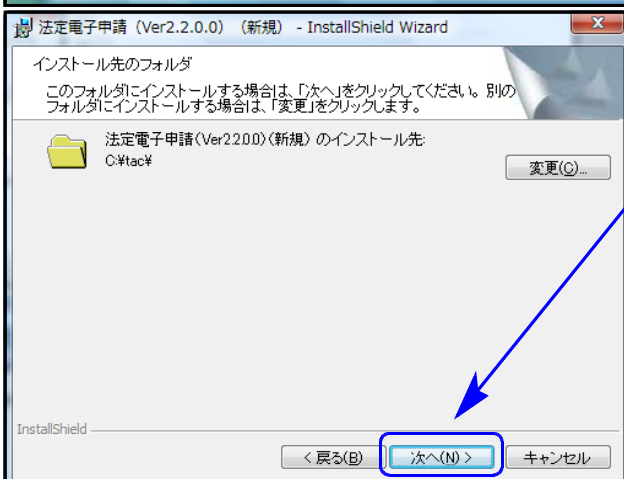 法定電子申請（Ver2.2.0.0）（新規） - InstallShield Wizard
インストール先のフォルダ
このフォルダにインストールする場合は、「次へ」をクリックしてください。別の
フォルダにインストールする場合は、「変更」をクリックします。
法定電子申請(Ver2.2.0.0)(新規) のインストール先:
C:¥tac¥
変更(C)...
InstallShield
< 戻る(B)
次へ(N) >
キャンセル